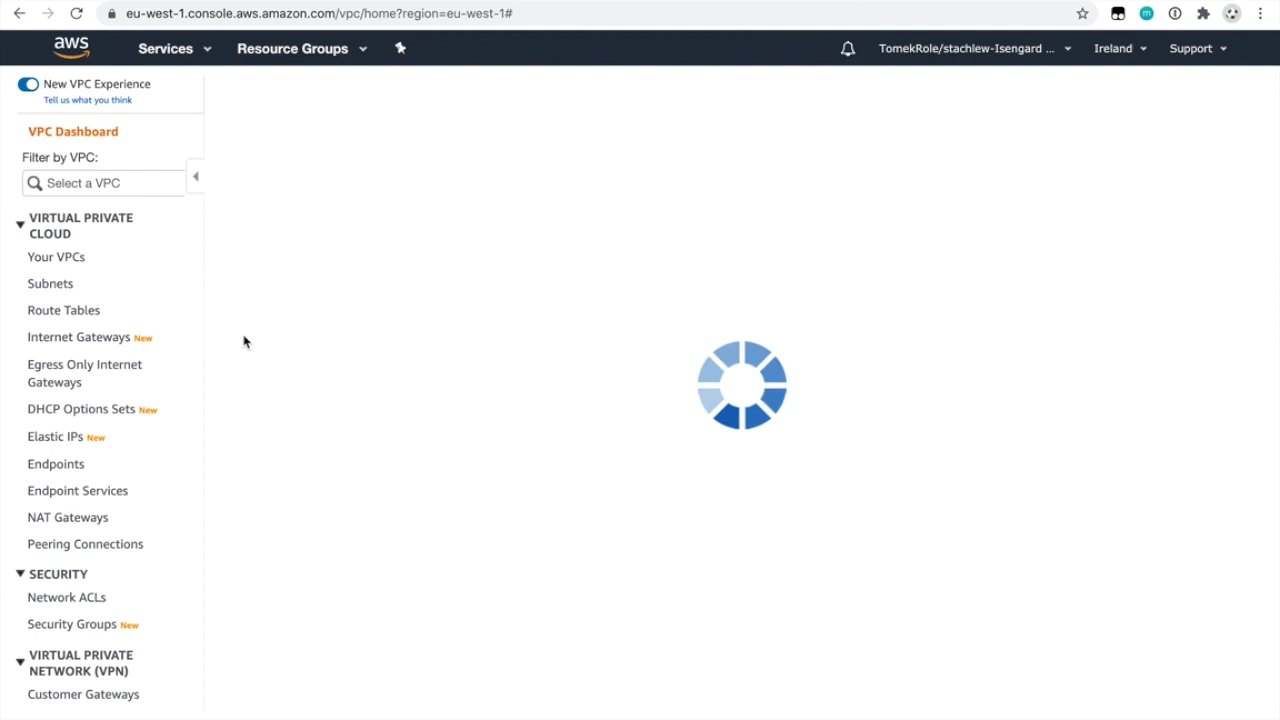 eu-west-1.console.aws.amazon.com/vpc/home?region=eu-west-1#
aws
Services
Resource Groups
TomekRole/stachlew-Isengard ...
Ireland
Support
New VPC Experience
Tell us what you think
VPC Dashboard
Filter by VPC:
Select a VPC
VIRTUAL PRIVATE
CLOUD
Your VPCs
Subnets
Route Tables
Internet Gateways New
Egress Only Internet
Gateways
DHCP Options Sets New
Elastic IPs New
Endpoints
Endpoint Services
NAT Gateways
Peering Connections
SECURITY
Network ACLs
Security Groups New
VIRTUAL PRIVATE
NETWORK (VPN)
Customer Gateways